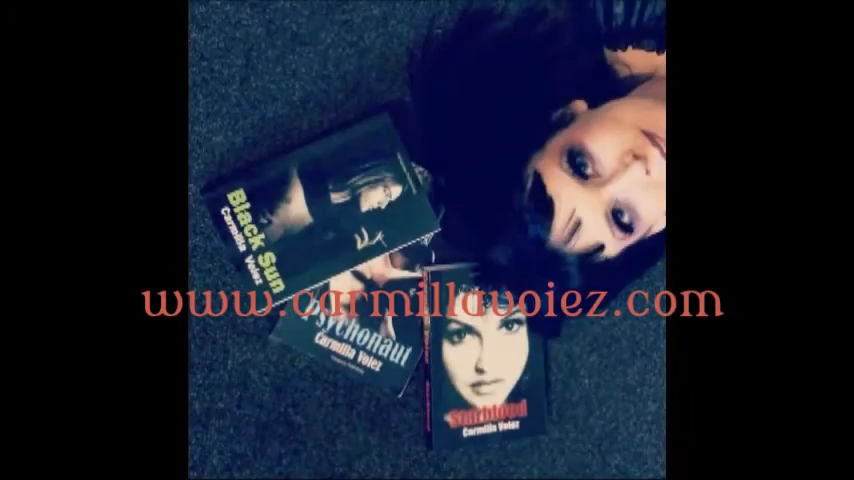 Black Sun
Carmilla Voiez
www.carmillavoiez.com
Psychonaut
Carmilla Voiez
Starblood
Carmilla Voiez